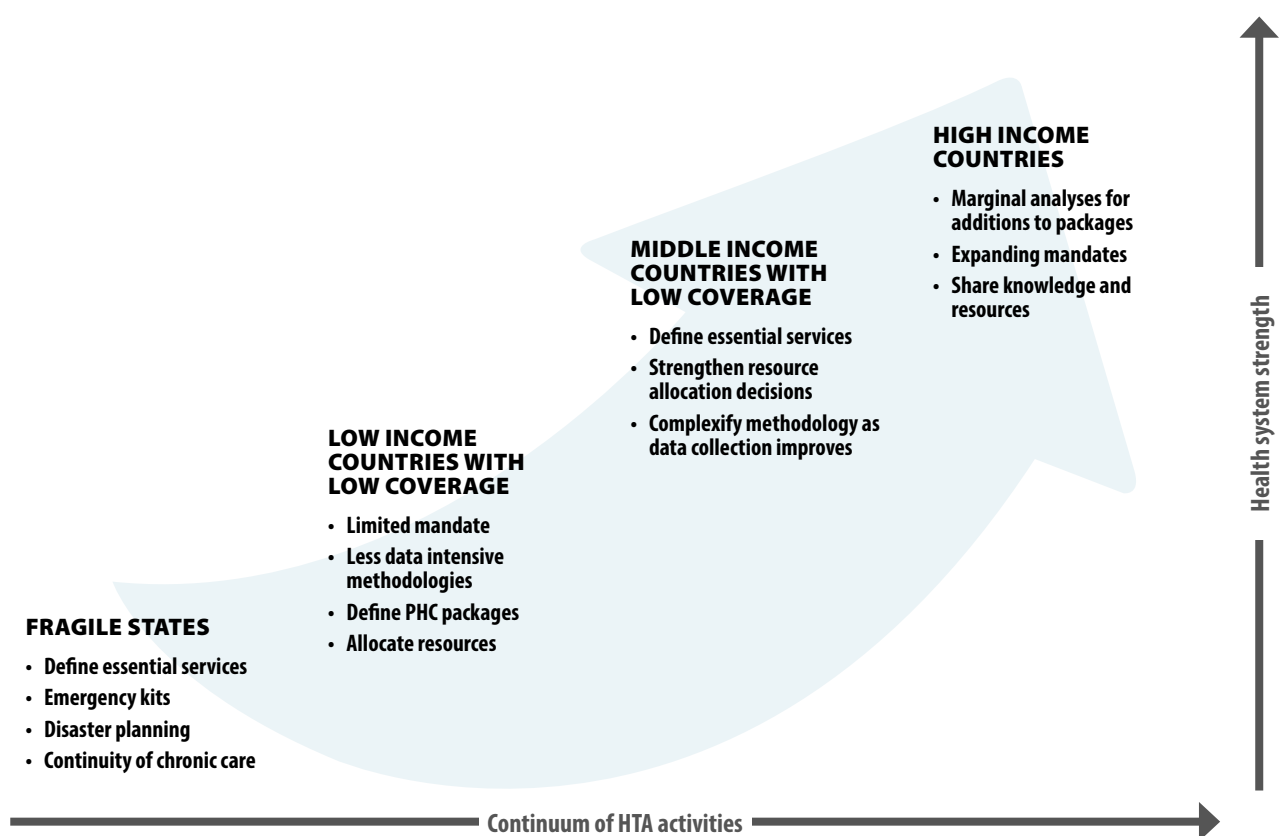 HIGH INCOME
COUNTRIES
• Marginal analyses for
additions to packages
• Expanding mandates
• Share knowledge and
resources
MIDDLE INCOME
COUNTRIES WITH
LOW COVERAGE
• Define essential services
• Strengthen resource
allocation decisions
• Complexify methodology as
data collection improves
LOW INCOME
COUNTRIES WITH
LOW COVERAGE
• Limited mandate
• Less data intensive
methodologies
• Define PHC packages
• Allocate resources
FRAGILE STATES
• Define essential services
• Emergency kits
• Disaster planning
• Continuity of chronic care
Health system strength
Continuum of HTA activities